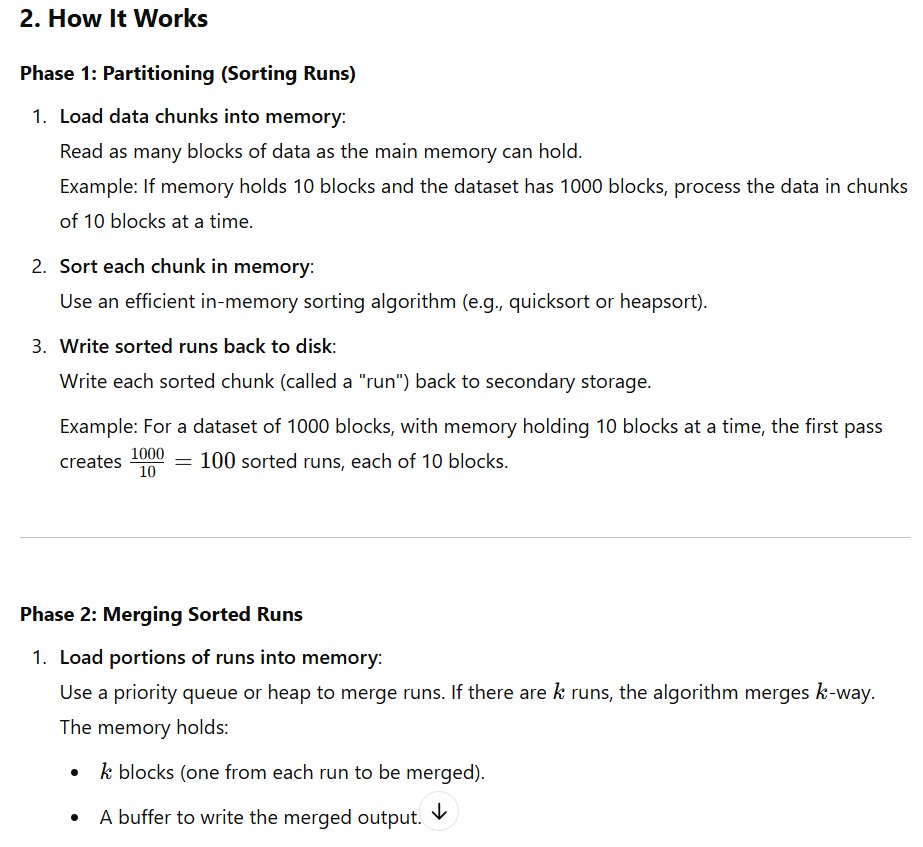 2. How It Works
Phase 1: Partitioning (Sorting Runs)
1. Load data chunks into memory:
Read as many blocks of data as the main memory can hold.
Example: If memory holds 10 blocks and the dataset has 1000 blocks, process the data in chunks
of 10 blocks at a time.
2. Sort each chunk in memory:
Use an efficient in-memory sorting algorithm (e.g., quicksort or heapsort).
3. Write sorted runs back to disk:
Write each sorted chunk (called a "run") back to secondary storage.
Example: For a dataset of 1000 blocks, with memory holding 10 blocks at a time, the first pass
creates 1000/10 = 100 sorted runs, each of 10 blocks.
Phase 2: Merging Sorted Runs
1. Load portions of runs into memory:
Use a priority queue or heap to merge runs. If there are k runs, the algorithm merges k-way.
The memory holds:
• k blocks (one from each run to be merged).
• A buffer to write the merged output.